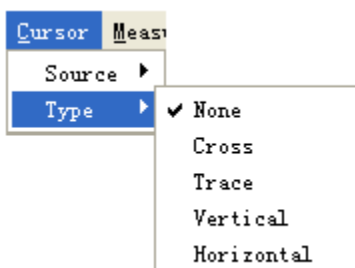 Cursor
Source
Type
None
Cross
Trace
Vertical
Horizontal